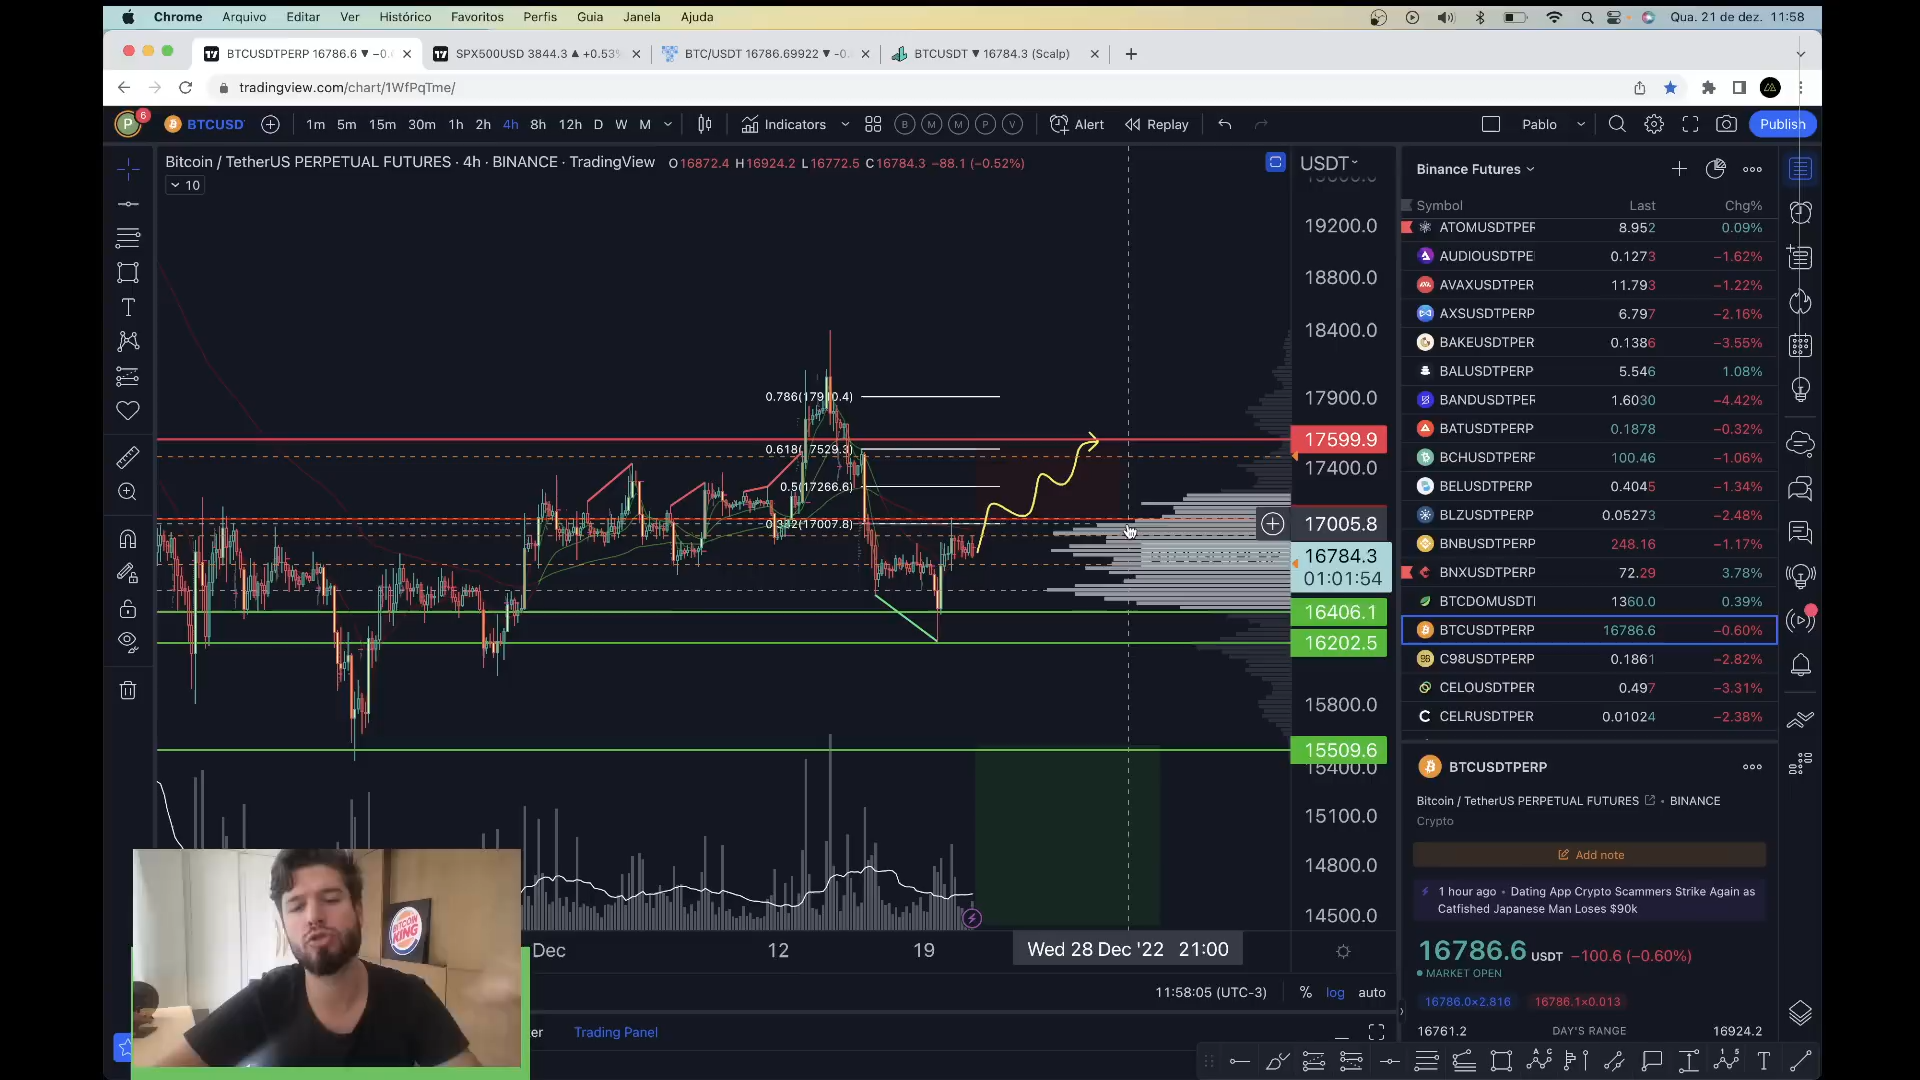 Chrome Arquivo Editar Ver Histórico Favoritos Perfis Guia Janela Ajuda
Qua. 21 de dez. 11:58
BTCUSDTPERP 16786.6 ▼ −0.
SPX500USD 3844.3 ▲ +0.53%
BTC/USDT 16786.69922 ▼ -0.
BTCUSDT ▼ 16784.3 (Scalp)
tradingview.com/chart/1WfPqTme/
P 6
BTCUSD
1m 5m 15m 30m 1h 2h 4h 8h 12h D W M
Indicators
B M M P V
Alert
Replay
Pablo
Publish
Bitcoin / TetherUS PERPETUAL FUTURES · 4h · BINANCE · TradingView
O16872.4 H16924.2 L16772.5 C16784.3 −88.1 (−0.52%)
10
USDT
19200.0
18800.0
18400.0
17900.0
17599.9
17400.0
17005.8
16784.3
01:01:54
16406.1
16202.5
15800.0
15509.6
15400.0
15100.0
14800.0
14500.0
0.786(17910.4)
0.618(17529.3)
0.5(17266.6)
0.382(17007.8)
Dec
12
19
Wed 28 Dec '22 21:00
11:58:05 (UTC-3)
% log auto
er
Trading Panel
BITCOIN
KING
Binance Futures
Symbol Last Chg%
ATOMUSDTPER 8.952 0.09%
AUDIOUSDTPE 0.1273 −1.62%
AVAXUSDTPER 11.793 −1.22%
AXSUSDTPERP 6.797 −2.16%
BAKEUSDTPER 0.1386 −3.55%
BALUSDTPERP 5.546 1.08%
BANDUSDTPER 1.6030 −4.42%
BATUSDTPERP 0.1878 −0.32%
BCHUSDTPERP 100.46 −1.06%
BELUSDTPERP 0.4045 −1.34%
BLZUSDTPERP 0.05273 −2.48%
BNBUSDTPERP 248.16 −1.17%
BNXUSDTPERP 72.29 3.78%
BTCDOMUSDTI 1360.0 0.39%
BTCUSDTPERP 16786.6 −0.60%
C98USDTPERP 0.1861 −2.82%
CELOUSDTPER 0.497 −3.31%
CELRUSDTPER 0.01024 −2.38%
BTCUSDTPERP
Bitcoin / TetherUS PERPETUAL FUTURES • BINANCE
Crypto
Add note
1 hour ago • Dating App Crypto Scammers Strike Again as
Catfished Japanese Man Loses $90k
16786.6 USDT −100.6 (−0.60%)
MARKET OPEN
16786.0×2.816 16786.1×0.013
16761.2 DAY'S RANGE 16924.2